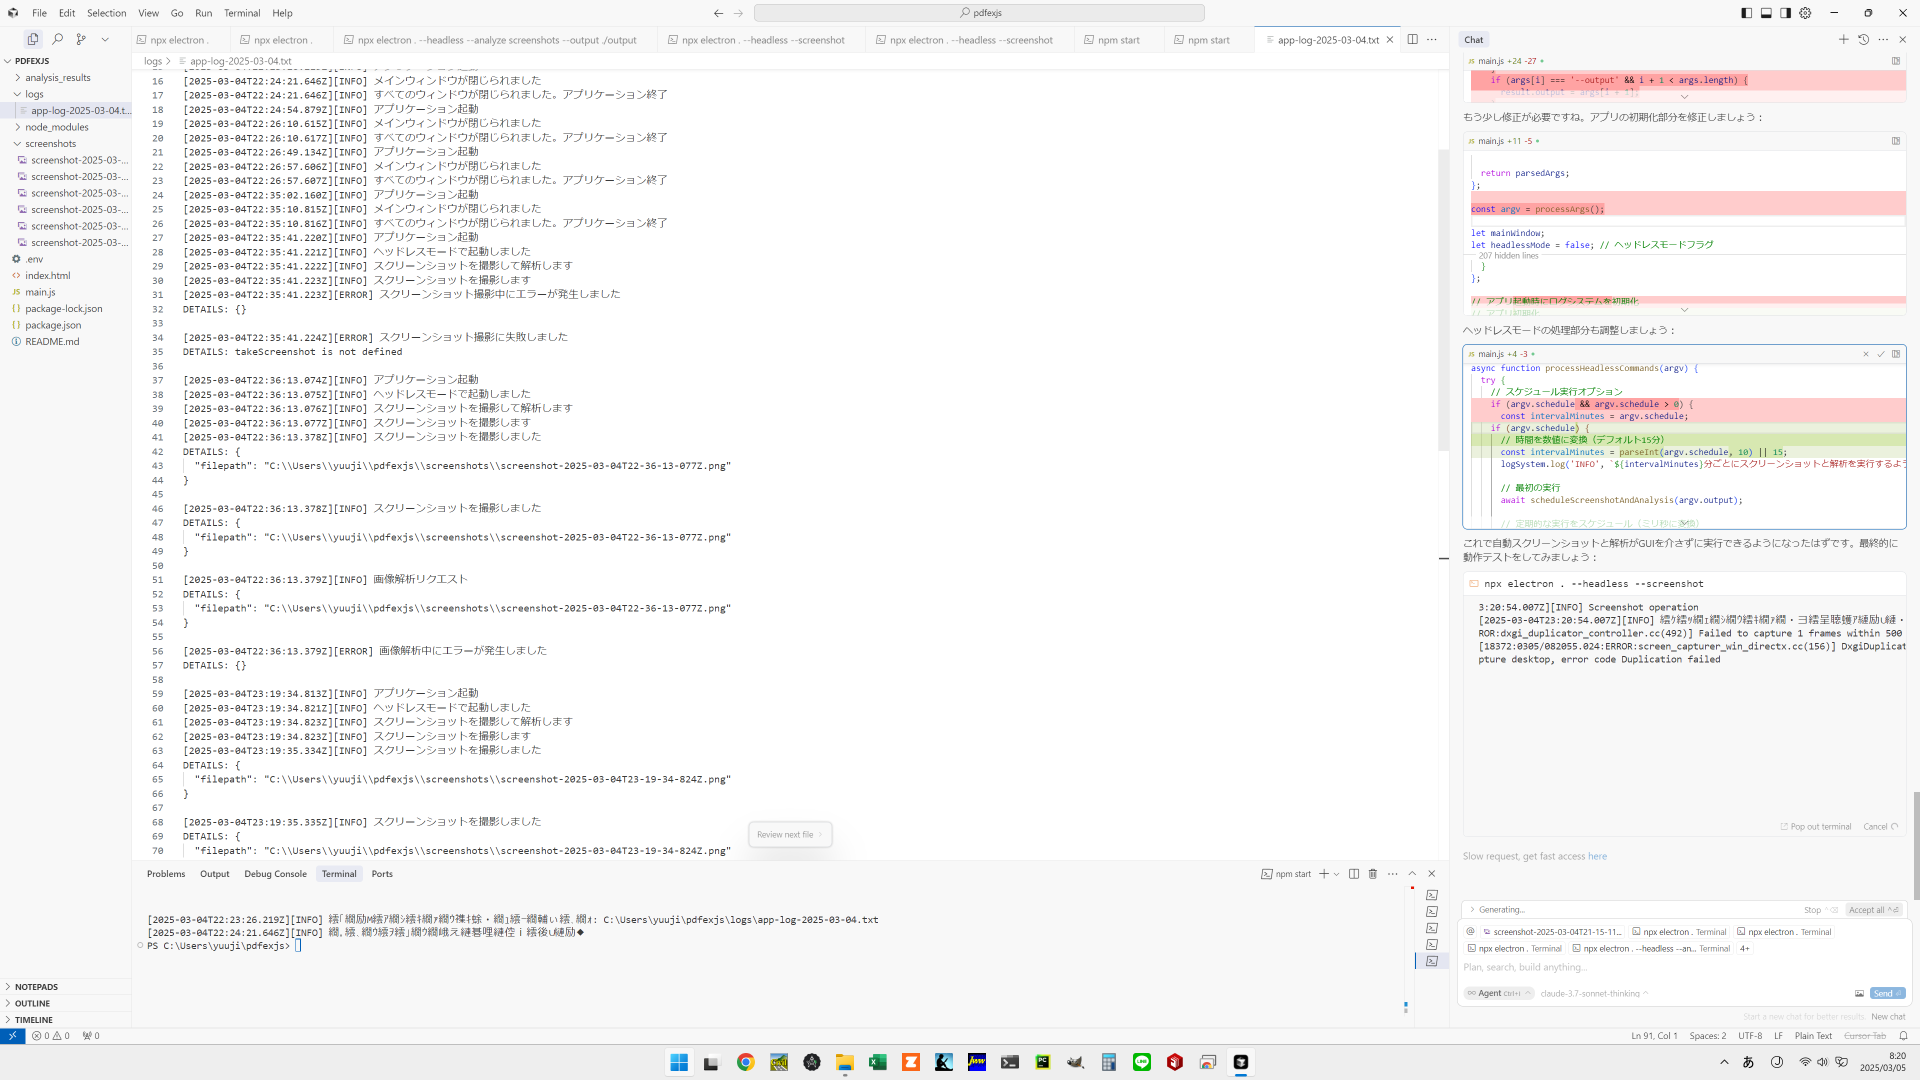 File Edit Selection View Go Run Terminal Help
pdfexjs
npx electron .
npx electron .
npx electron . --headless --analyze screenshots --output ./output
npx electron . --headless --screenshot
npx electron . --headless --screenshot
npm start
npm start
app-log-2025-03-04.txt
PDFEXJS
analysis_results
logs
app-log-2025-03-04.t...
node_modules
screenshots
screenshot-2025-03-...
screenshot-2025-03-...
screenshot-2025-03-...
screenshot-2025-03-...
screenshot-2025-03-...
screenshot-2025-03-...
.env
index.html
JS main.js
package-lock.json
package.json
README.md
NOTEPADS
OUTLINE
TIMELINE
logs > app-log-2025-03-04.txt
16 [2025-03-04T22:24:21.646Z][INFO] メインウィンドウが閉じられました
17 [2025-03-04T22:24:21.646Z][INFO] すべてのウィンドウが閉じられました。アプリケーション終了
18 [2025-03-04T22:24:54.879Z][INFO] アプリケーション起動
19 [2025-03-04T22:26:10.615Z][INFO] メインウィンドウが閉じられました
20 [2025-03-04T22:26:10.617Z][INFO] すべてのウィンドウが閉じられました。アプリケーション終了
21 [2025-03-04T22:26:49.134Z][INFO] アプリケーション起動
22 [2025-03-04T22:26:57.606Z][INFO] メインウィンドウが閉じられました
23 [2025-03-04T22:26:57.607Z][INFO] すべてのウィンドウが閉じられました。アプリケーション終了
24 [2025-03-04T22:35:02.160Z][INFO] アプリケーション起動
25 [2025-03-04T22:35:10.815Z][INFO] メインウィンドウが閉じられました
26 [2025-03-04T22:35:10.816Z][INFO] すべてのウィンドウが閉じられました。アプリケーション終了
27 [2025-03-04T22:35:41.220Z][INFO] アプリケーション起動
28 [2025-03-04T22:35:41.221Z][INFO] ヘッドレスモードで起動しました
29 [2025-03-04T22:35:41.222Z][INFO] スクリーンショットを撮影して解析します
30 [2025-03-04T22:35:41.223Z][INFO] スクリーンショットを撮影します
31 [2025-03-04T22:35:41.223Z][ERROR] スクリーンショット撮影中にエラーが発生しました
32 DETAILS: {}
33
34 [2025-03-04T22:35:41.224Z][ERROR] スクリーンショット撮影に失敗しました
35 DETAILS: takeScreenshot is not defined
36
37 [2025-03-04T22:36:13.074Z][INFO] アプリケーション起動
38 [2025-03-04T22:36:13.075Z][INFO] ヘッドレスモードで起動しました
39 [2025-03-04T22:36:13.076Z][INFO] スクリーンショットを撮影して解析します
40 [2025-03-04T22:36:13.077Z][INFO] スクリーンショットを撮影します
41 [2025-03-04T22:36:13.378Z][INFO] スクリーンショットを撮影しました
42 DETAILS: {
43 "filepath": "C:\\Users\\yuuji\\pdfexjs\\screenshots\\screenshot-2025-03-04T22-36-13-077Z.png"
44 }
45
46 [2025-03-04T22:36:13.378Z][INFO] スクリーンショットを撮影しました
47 DETAILS: {
48 "filepath": "C:\\Users\\yuuji\\pdfexjs\\screenshots\\screenshot-2025-03-04T22-36-13-077Z.png"
49 }
50
51 [2025-03-04T22:36:13.379Z][INFO] 画像解析リクエスト
52 DETAILS: {
53 "filepath": "C:\\Users\\yuuji\\pdfexjs\\screenshots\\screenshot-2025-03-04T22-36-13-077Z.png"
54 }
55
56 [2025-03-04T22:36:13.379Z][ERROR] 画像解析中にエラーが発生しました
57 DETAILS: {}
58
59 [2025-03-04T23:19:34.813Z][INFO] アプリケーション起動
60 [2025-03-04T23:19:34.821Z][INFO] ヘッドレスモードで起動しました
61 [2025-03-04T23:19:34.823Z][INFO] スクリーンショットを撮影して解析します
62 [2025-03-04T23:19:34.823Z][INFO] スクリーンショットを撮影します
63 [2025-03-04T23:19:35.334Z][INFO] スクリーンショットを撮影しました
64 DETAILS: {
65 "filepath": "C:\\Users\\yuuji\\pdfexjs\\screenshots\\screenshot-2025-03-04T23-19-34-824Z.png"
66 }
67
68 [2025-03-04T23:19:35.335Z][INFO] スクリーンショットを撮影しました
69 DETAILS: {
70 "filepath": "C:\\Users\\yuuji\\pdfexjs\\screenshots\\screenshot-2025-03-04T23-19-34-824Z.png"
Review next file
Problems Output Debug Console Terminal Ports
npm start
[2025-03-04T22:23:26.219Z][INFO]
: C:\Users\yuuji\pdfexjs\logs\app-log-2025-03-04.txt
[2025-03-04T22:24:21.646Z][INFO]
PS C:\Users\yuuji\pdfexjs>
Chat
JS main.js +24 -27
if (args[i] === '--output' && i + 1 < args.length) {
result.output = args[i + 1];
もう少し修正が必要ですね。アプリの初期化部分を修正しましょう：
JS main.js +11 -5
return parsedArgs;
};
const argv = processArgs();
let mainWindow;
let headlessMode = false; // ヘッドレスモードフラグ
207 hidden lines
}
};
// アプリ起動時にログシステムを初期化
// アプリ初期化
ヘッドレスモードの処理部分も調整しましょう：
JS main.js +4 -3
async function processHeadlessCommands(argv) {
try {
// スケジュール実行オプション
if (argv.schedule && argv.schedule > 0) {
const intervalMinutes = argv.schedule;
if (argv.schedule) {
// 時間を数値に変換（デフォルト15分）
const intervalMinutes = parseInt(argv.schedule, 10) || 15;
logSystem.log('INFO', `${intervalMinutes}分ごとにスクリーンショットと解析を実行するよう
// 最初の実行
await scheduleScreenshotAndAnalysis(argv.output);
// 定期的な実行をスケジュール（ミリ秒に変換）
これで自動スクリーンショットと解析がGUIを介さずに実行できるようになったはずです。最終的に
動作テストをしてみましょう：
npx electron . --headless --screenshot
3:20:54.007Z][INFO] Screenshot operation
[2025-03-04T23:20:54.007Z][INFO]
ROR:dxgi_duplicator_controller.cc(492)] Failed to capture 1 frames within 500
[18372:0305/082055.024:ERROR:screen_capturer_win_directx.cc(156)] DxgiDuplicat
pture desktop, error code Duplication failed
Pop out terminal Cancel
Slow request, get fast access here
Generating... Stop Accept all
@ screenshot-2025-03-04T21-15-11... npx electron . Terminal npx electron . Terminal
npx electron . Terminal npx electron . --headless --an... Terminal 4+
Plan, search, build anything...
Agent Ctrl+I claude-3.7-sonnet-thinking Send
Start a new chat for better results. New chat
0 0 0
Ln 91, Col 1 Spaces: 2 UTF-8 LF Plain Text Cursor Tab
あ
8:20
2025/03/05